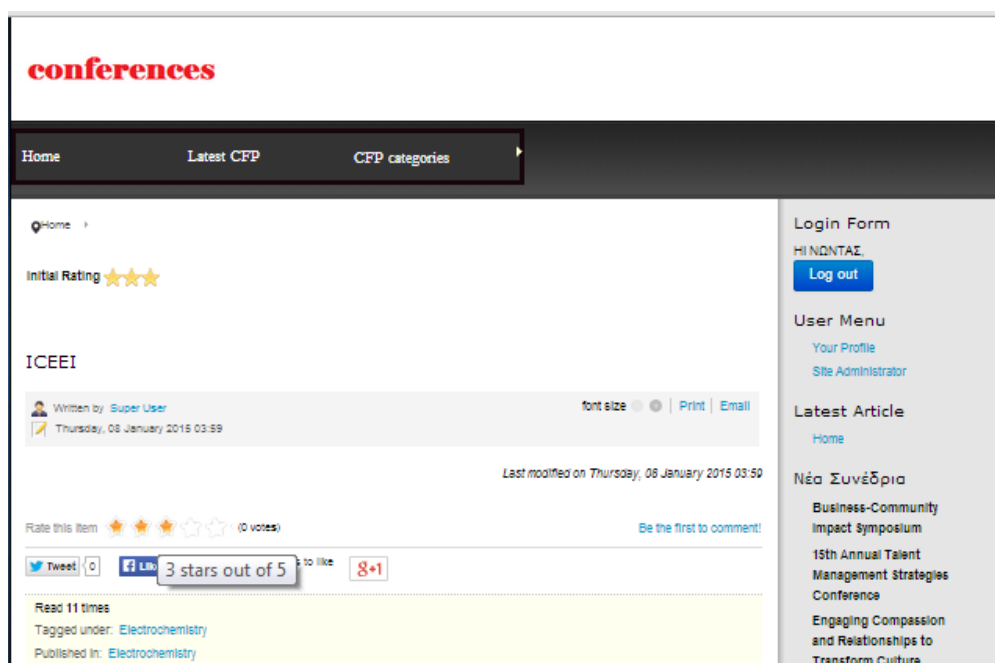 conferences
Home Latest CFP CFP categories
Home
Initial Rating
ICEEI
Written by Super User
font size Print Email
Thursday, 08 January 2015 03:59
Last modified on Thursday, 08 January 2015 03:59
Rate this item (0 votes)
Be the first to comment!
Tweet 0 to like 8+1
3 stars out of 5
Read 11 times
Tagged under: Electrochemistry
Published in: Electrochemistry
Login Form
HI ΝΩΝΤΑΣ,
Log out
User Menu
Your Profile
Site Administrator
Latest Article
Home
Νέα Συνέδρια
Business-Community
Impact Symposium
15th Annual Talent
Management Strategies
Conference
Engaging Compassion
and Relationships to
Transform Culture